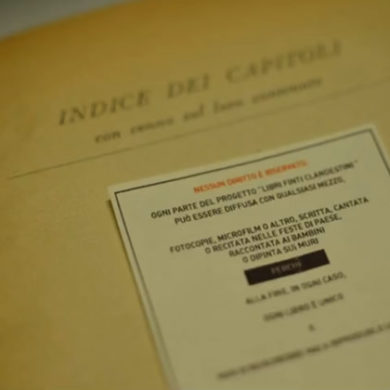 INDICE DEI CAPITOLI
con cenno sul loro contenuto
NESSUN DIRITTO È RISERVATO.
OGNI PARTE DEL PROGETTO "LIBRI FINTI CLANDESTINI"
PUÒ ESSERE DIFFUSA CON QUALSIASI MEZZO,
FOTOCOPIE, MICROFILM O ALTRO, SCRITTA, CANTATA
O RECITATA NELLE FESTE DI PAESE,
RACCONTATA AI BAMBINI
O DIPINTA SUI MURI
PERCHÉ
ALLA FINE, IN OGNI CASO,
OGNI LIBRO È UNICO